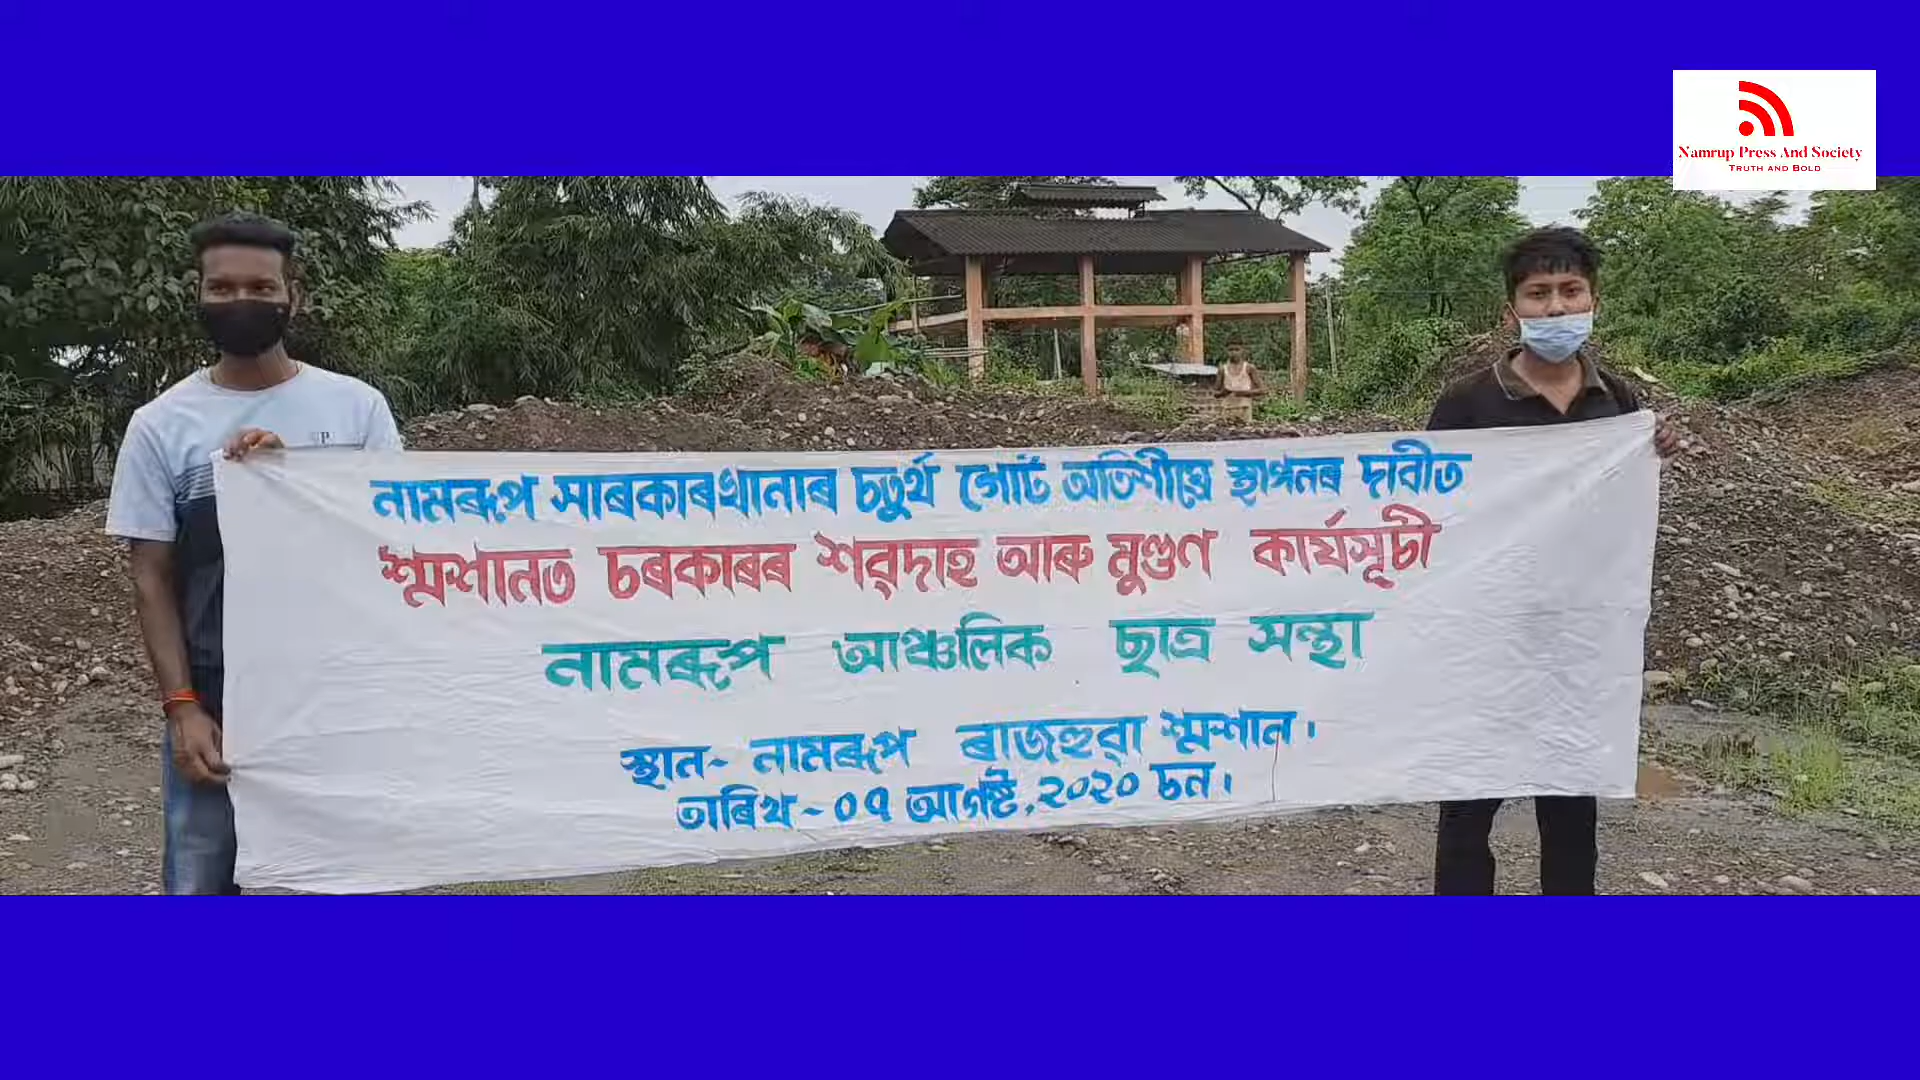 Namrup Press And Society
TRUTH AND BOLD
নামৰূপ সাৰকাৰখানাৰ চতুৰ্থ গোট অতিশীঘ্ৰে স্থাপনৰ দাবীত
শ্মশানত চৰকাৰৰ শৱদাহ আৰু মুণ্ডণ কাৰ্যসূচী
নামৰূপ আঞ্চলিক ছাত্ৰ সন্থা
স্থান- নামৰূপ ৰাজহুৱা শ্মশান।
তাৰিখ - ০৭ আগষ্ট, ২০২০ চন।